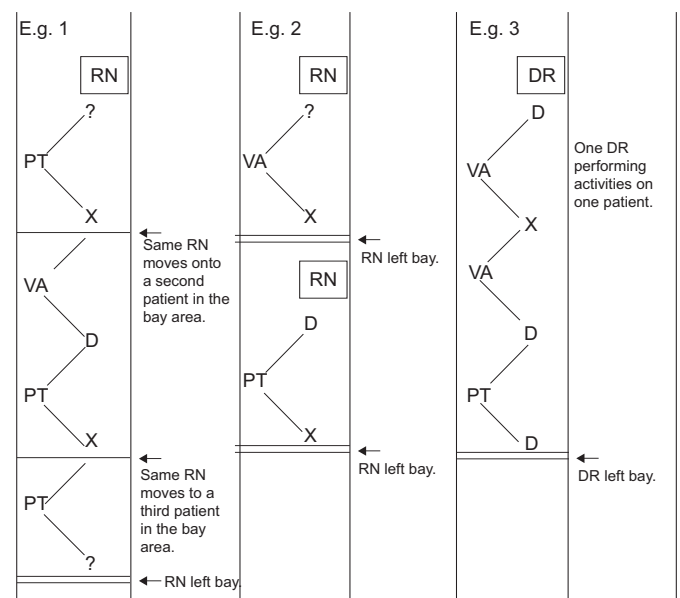 E.g. 1
RN
?
PT
X
Same RN
moves onto
a second
patient in the
bay area.
VA
D
PT
X
Same RN
moves to a
third patient
in the bay
area.
PT
?
RN left bay.
E.g. 2
RN
?
VA
X
RN left bay.
RN
D
PT
X
RN left bay.
E.g. 3
DR
D
One DR
performing
activities on
one patient.
VA
X
VA
D
PT
D
DR left bay.